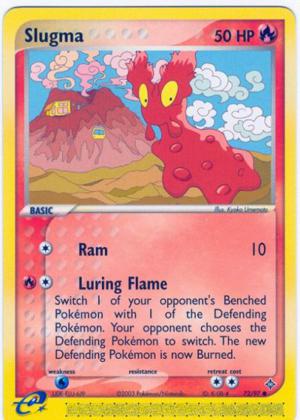 Slugma 50 HP
Illus. Kyoko Umemoto
BASIC
Ram 10
Luring Flame
Switch 1 of your opponent's Benched
Pokémon with 1 of the Defending
Pokémon. Your opponent chooses the
Defending Pokémon to switch. The new
Defending Pokémon is now Burned.
weakness resistance retreat cost
©2003 Pokémon/Nintendo. 72/97
e